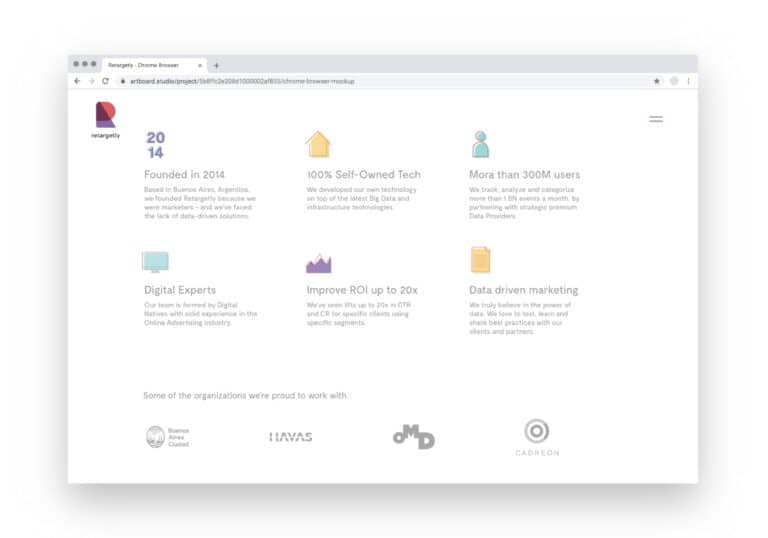 Retargetly - Chrome Browser
artboard.studio/project/5b8ffc2e208d1000002af855/chrome-browser-mockup
retargetly
20
14
Founded in 2014
Based in Buenos Aires, Argentina,
we founded Retargetly because we
were marketers - and we've faced
the lack of data-driven solutions.
100% Self-Owned Tech
We developed our own technology
on top of the latest Big Data and
infrastructure technologies.
More than 300M users
We track, analyze and categorize
more than 1 BN events a month, by
partnering with strategic premium
Data Providers.
Digital Experts
Our team is formed by Digital
Natives with solid experience in the
Online Advertising Industry.
Improve ROI up to 20x
We've seen lifts up to 20x in CTR
and CR for specific clients using
specific segments.
Data driven marketing
We truly believe in the power of
data. We love to test, learn and
share best practices with our
clients and partners.
Some of the organizations we're proud to work with
Buenos
Aires
Ciudad
HAVAS
OMD
CADREON